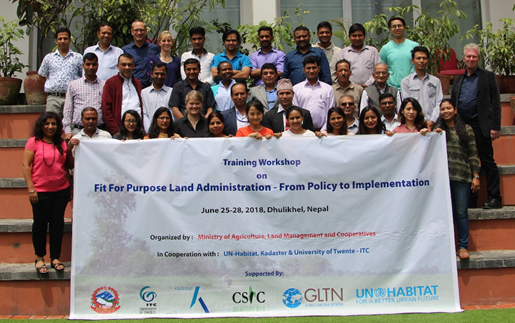 Training Workshop
on
Fit For Purpose Land Administration - From Policy to Implementation
June 25-28, 2018, Dhulikhel, Nepal
Organized by : Ministry of Agriculture, Land Management and Cooperatives
In Cooperation with : UN-Habitat, Kadaster & University of Twente - ITC
Supported By:
ITC
CSRC
GLTN
UN HABITAT
FOR A BETTER URBAN FUTURE